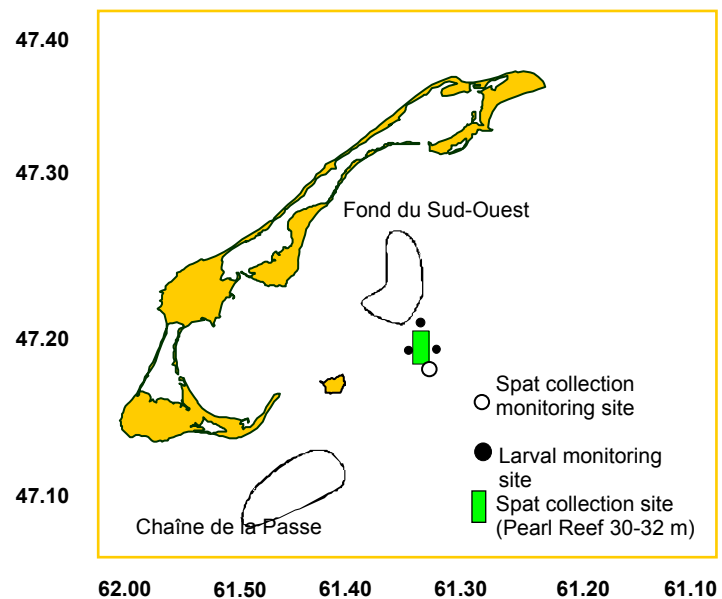 47.40
47.30
Fond du Sud-Ouest
47.20
Spat collection
monitoring site
Larval monitoring
site
47.10
Spat collection site
(Pearl Reef 30-32 m)
Chaîne de la Passe
62.00 61.50 61.40 61.30 61.20 61.10